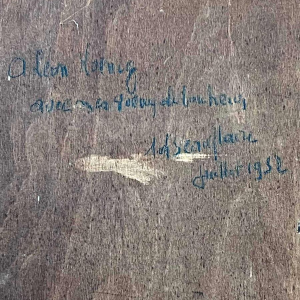 A Léon Koenig
avec mes voeux de bonheur
juillet 1952